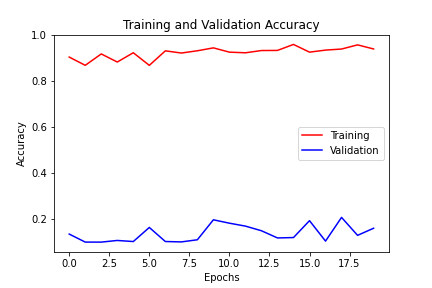 Training and Validation Accuracy
1.0
0.8
0.6
0.4
0.2
Accuracy
Training
Validation
0.0 2.5 5.0 7.5 10.0 12.5 15.0 17.5
Epochs